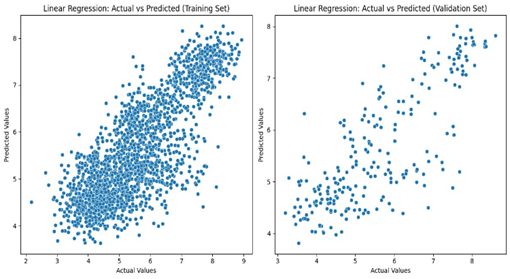 Linear Regression: Actual vs Predicted (Training Set)
Predicted Values
8
7
6
5
4
2 3 4 5 6 7 8 9
Actual Values
Linear Regression: Actual vs Predicted (Validation Set)
Predicted Values
8
7
6
5
4
3 4 5 6 7 8
Actual Values